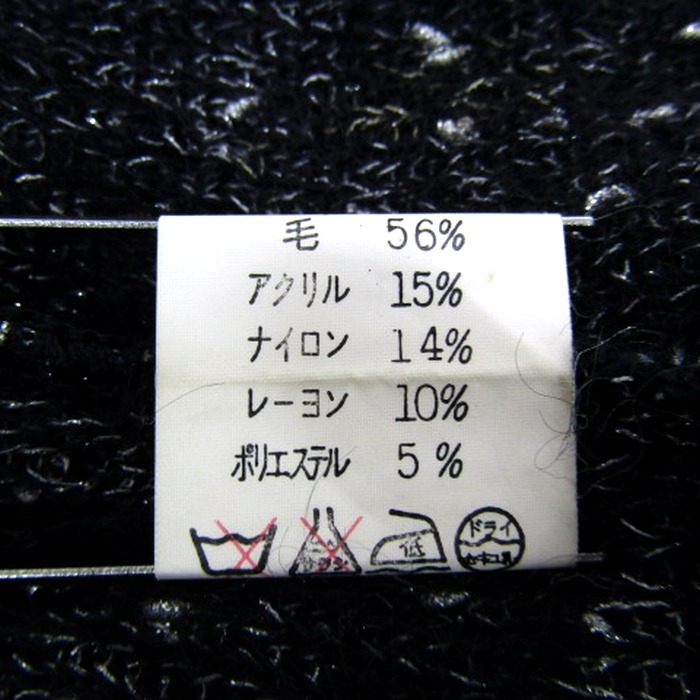 毛 56%
アクリル 15%
ナイロン 14%
レーヨン 10%
ポリエステル 5%
低 ドライ